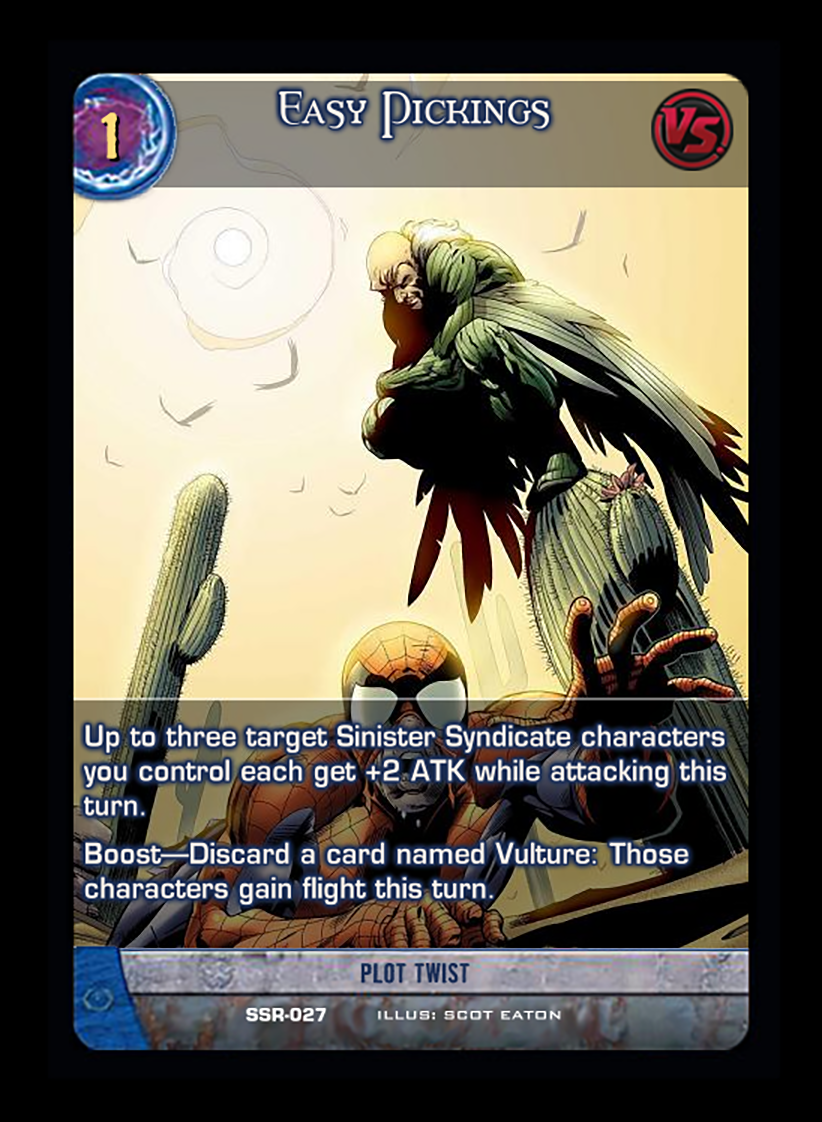 1
Easy Pickings
VS.
Up to three target Sinister Syndicate characters
you control each get +2 ATK while attacking this
turn.
Boost—Discard a card named Vulture: Those
characters gain flight this turn.
PLOT TWIST
SSR-027 ILLUS: SCOT EATON